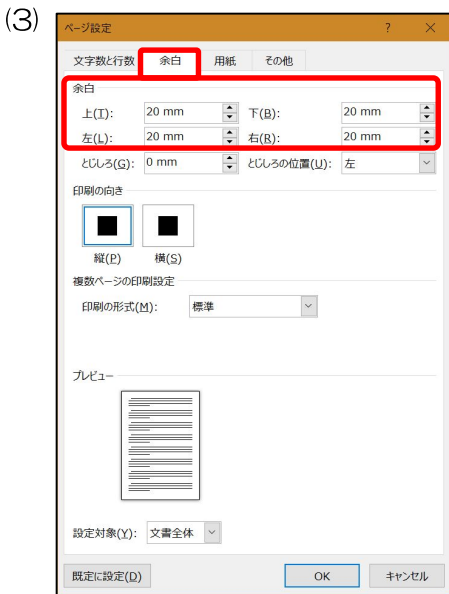 (3)
ページ設定 ? ×
文字数と行数 余白 用紙 その他
余白
上(T): 20 mm 下(B): 20 mm
左(L): 20 mm 右(R): 20 mm
とじしろ(G): 0 mm とじしろの位置(U): 左
印刷の向き
縦(P) 横(S)
複数ページの印刷設定
印刷の形式(M): 標準
プレビュー
設定対象(Y): 文書全体
既定に設定(D) OK キャンセル